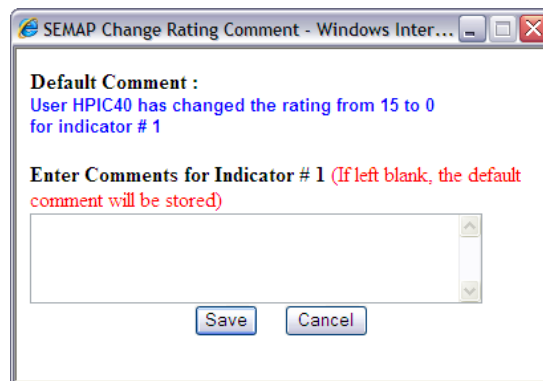 SEMAP Change Rating Comment - Windows Inter...
Default Comment :
User HPIC40 has changed the rating from 15 to 0
for indicator # 1
Enter Comments for Indicator # 1 (If left blank, the default
comment will be stored)
Save Cancel